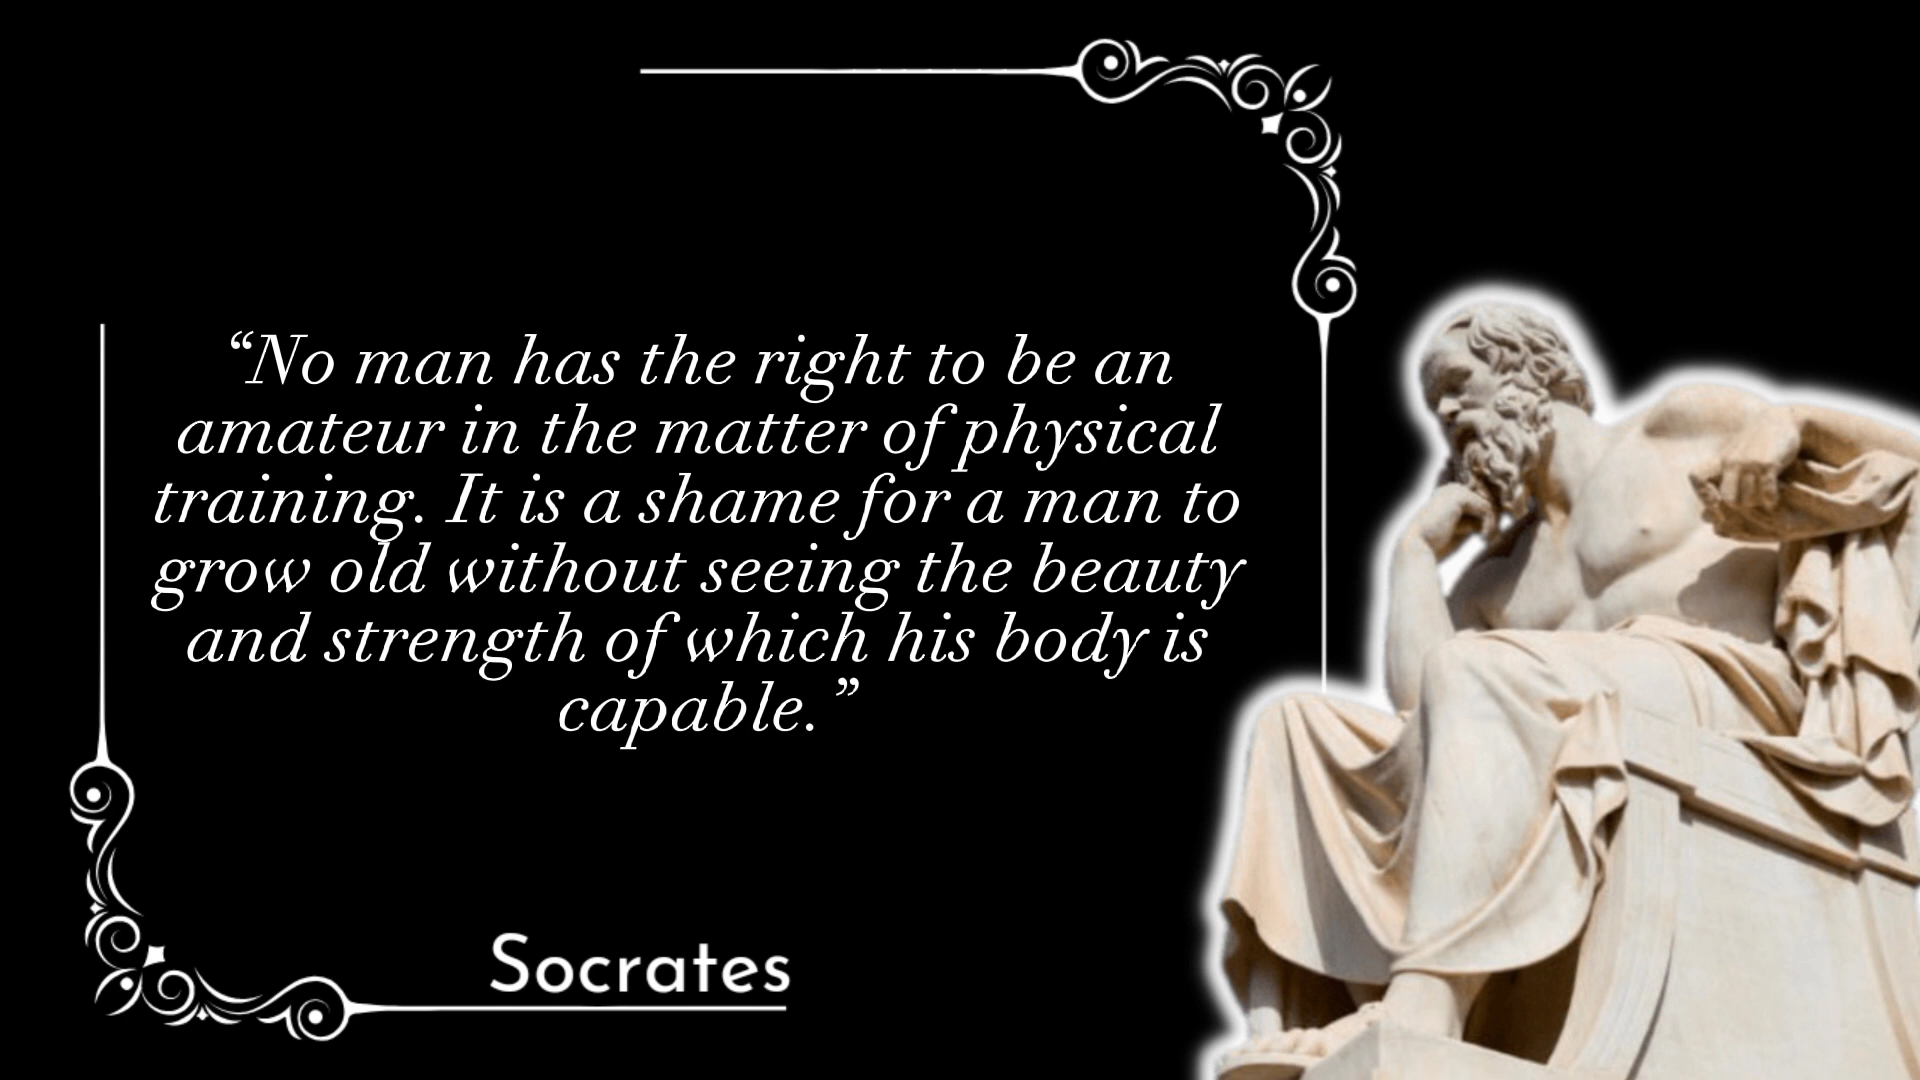 “No man has the right to be an
amateur in the matter of physical
training. It is a shame for a man to
grow old without seeing the beauty
and strength of which his body is
capable.”
Socrates